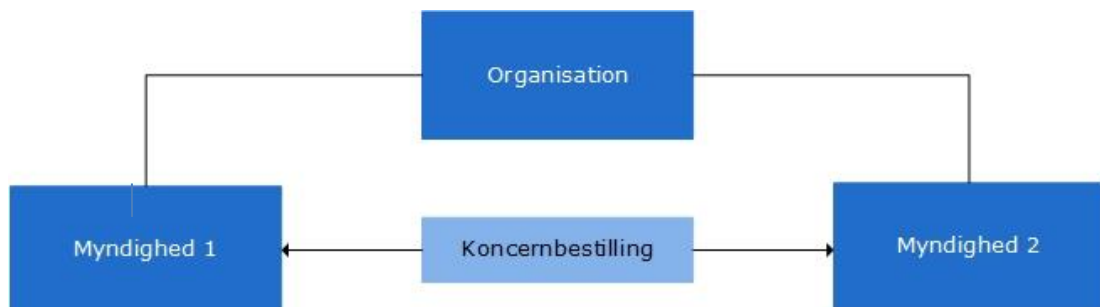 Organisation
Myndighed 1
Koncernbestilling
Myndighed 2